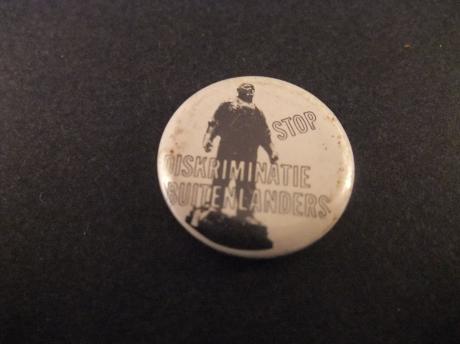 STOP
DISKRIMINATIE
BUITENLANDERS